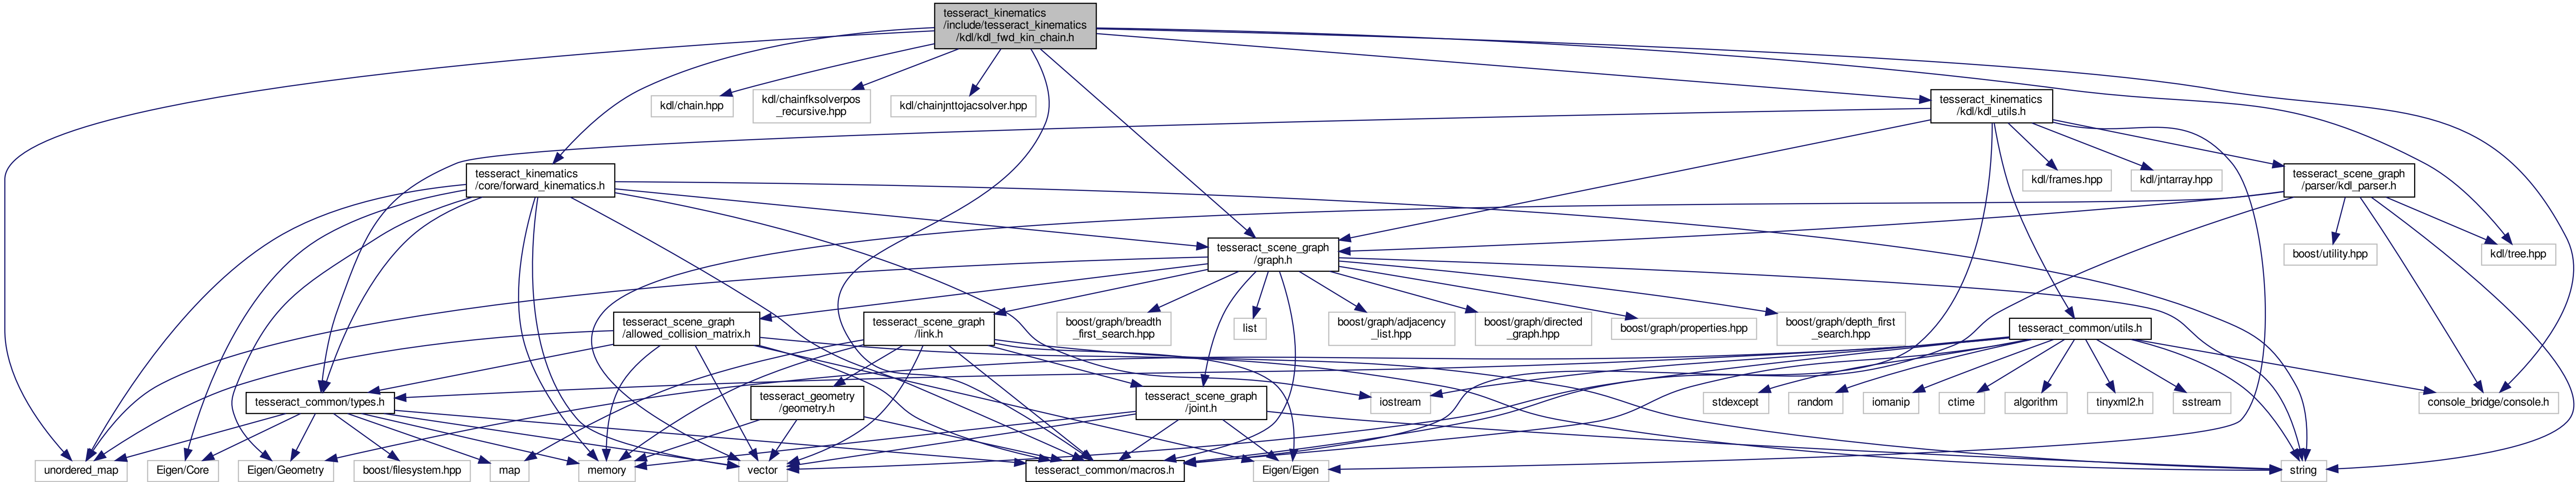 tesseract_kinematics
/include/tesseract_kinematics
/kdl/kdl_fwd_kin_chain.h
kdl/chain.hpp
kdl/chainfksolverpos
_recursive.hpp
kdl/chainjnttojacsolver.hpp
tesseract_kinematics
/kdl/kdl_utils.h
tesseract_kinematics
/core/forward_kinematics.h
kdl/frames.hpp
kdl/jntarray.hpp
tesseract_scene_graph
/parser/kdl_parser.h
tesseract_scene_graph
/graph.h
boost/utility.hpp
kdl/tree.hpp
tesseract_scene_graph
/allowed_collision_matrix.h
tesseract_scene_graph
/link.h
boost/graph/breadth
_first_search.hpp
list
boost/graph/adjacency
_list.hpp
boost/graph/directed
_graph.hpp
boost/graph/properties.hpp
boost/graph/depth_first
_search.hpp
tesseract_common/utils.h
tesseract_common/types.h
tesseract_geometry
/geometry.h
tesseract_scene_graph
/joint.h
iostream
stdexcept
random
iomanip
ctime
algorithm
tinyxml2.h
sstream
console_bridge/console.h
unordered_map
Eigen/Core
Eigen/Geometry
boost/filesystem.hpp
map
memory
vector
tesseract_common/macros.h
Eigen/Eigen
string